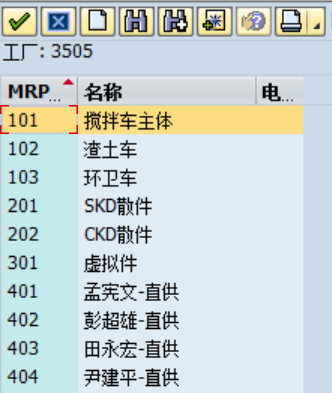 工厂: 3505
MRP... 名称 电...
101 搅拌车主体
102 渣土车
103 环卫车
201 SKD散件
202 CKD散件
301 虚拟件
401 孟宪文-直供
402 彭超雄-直供
403 田永宏-直供
404 尹建平-直供